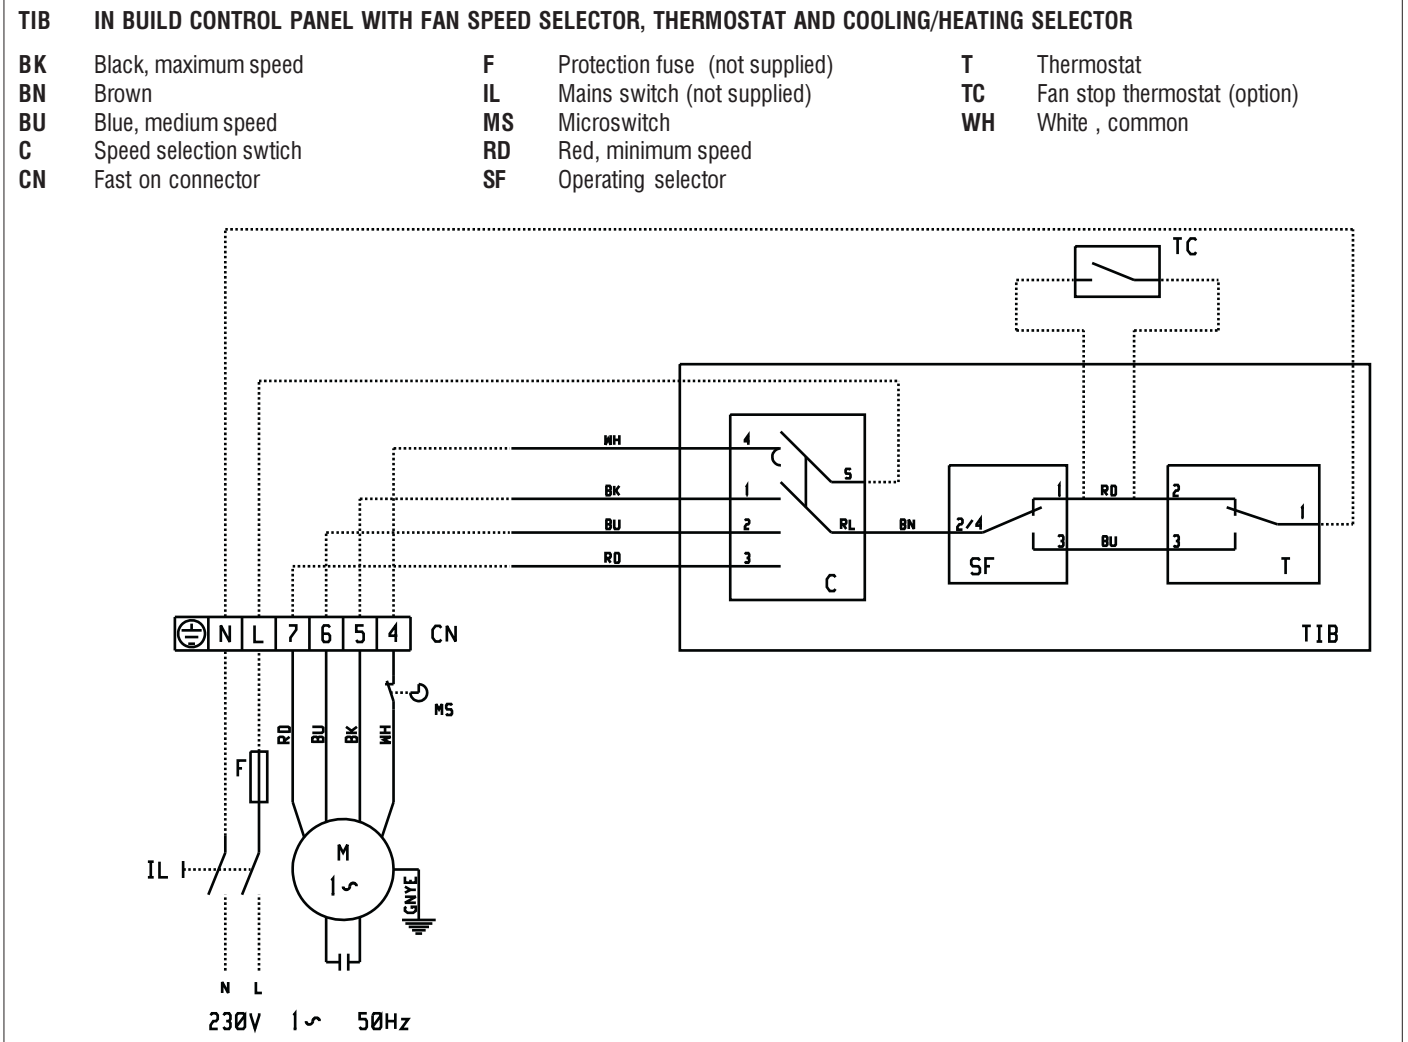 TIB IN BUILD CONTROL PANEL WITH FAN SPEED SELECTOR, THERMOSTAT AND COOLING/HEATING SELECTOR
BK Black, maximum speed F Protection fuse (not supplied) T Thermostat
BN Brown IL Mains switch (not supplied) TC Fan stop thermostat (option)
BU Blue, medium speed MS Microswitch WH White , common
C Speed selection swtich RD Red, minimum speed
CN Fast on connector SF Operating selector
TC
WH 4
S
BK 1 1 RD 2
1
BU 2 RL BN 2/4
3 BU 3
RD 3
C SF T
N L 7 6 5 4 CN TIB
MS
RD BU BK WH
F
M
IL 1~
GNYE
N L
230V 1~ 50Hz